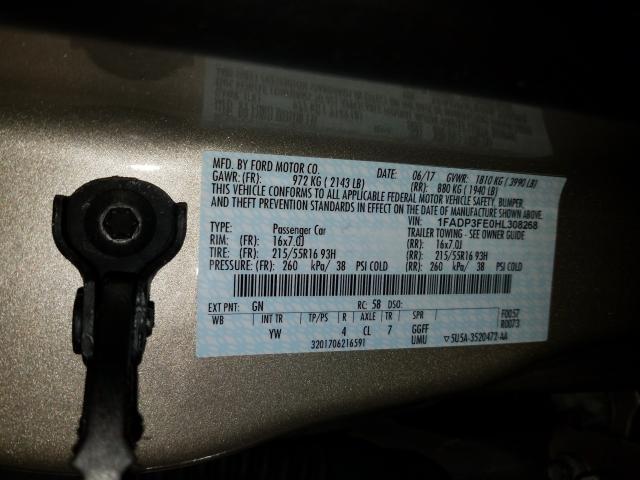 MFD. BY FORD MOTOR CO.
DATE: 06/17 GVWR: 1810 KG ( 3990 LB)
GAWR: (FR): 972 KG ( 2143 LB) (RR): 880 KG ( 1940 LB)
THIS VEHICLE CONFORMS TO ALL APPLICABLE FEDERAL MOTOR VEHICLE SAFETY, BUMPER,
AND THEFT PREVENTION STANDARDS IN EFFECT ON THE DATE OF MANUFACTURE SHOWN ABOVE.
VIN: 1FADP3FE0HL308268
TYPE: Passenger Car TRAILER TOWING - SEE OWNER GUIDE
RIM: (FR) 16x7.0J (RR) 16x7.0J
TIRE: (FR) 215/55R16 93H (RR) 215/55R16 93H
PRESSURE: (FR) 260 kPa/ 38 PSI COLD (RR) 260 kPa/ 38 PSI COLD
EXT PNT: GN RC: 58 DSO: F0057
WB INT TR TP/PS R AXLE TR SPR R0073
YW 4 CL 7 GGFF
UMU
3201706216591
5U5A-3520472-AA